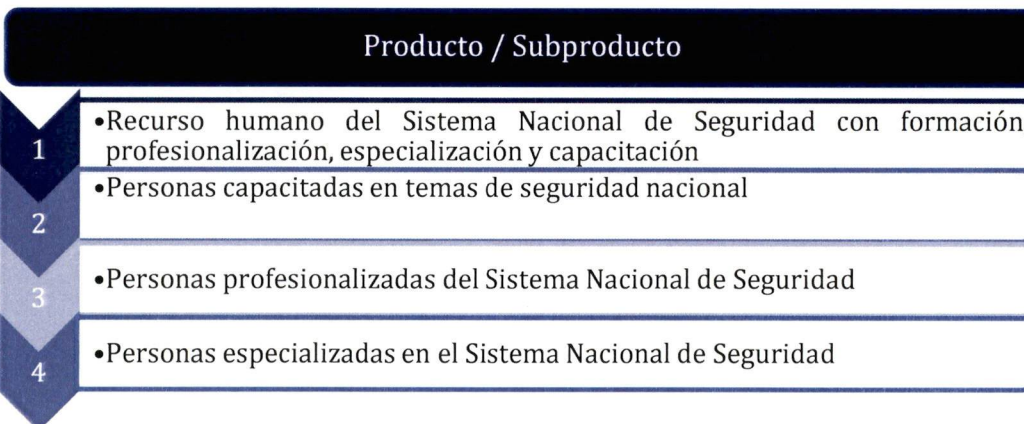 Producto / Subproducto
1
•Recurso humano del Sistema Nacional de Seguridad con formación
profesionalización, especialización y capacitación
2
•Personas capacitadas en temas de seguridad nacional
3
•Personas profesionalizadas del Sistema Nacional de Seguridad
4
•Personas especializadas en el Sistema Nacional de Seguridad